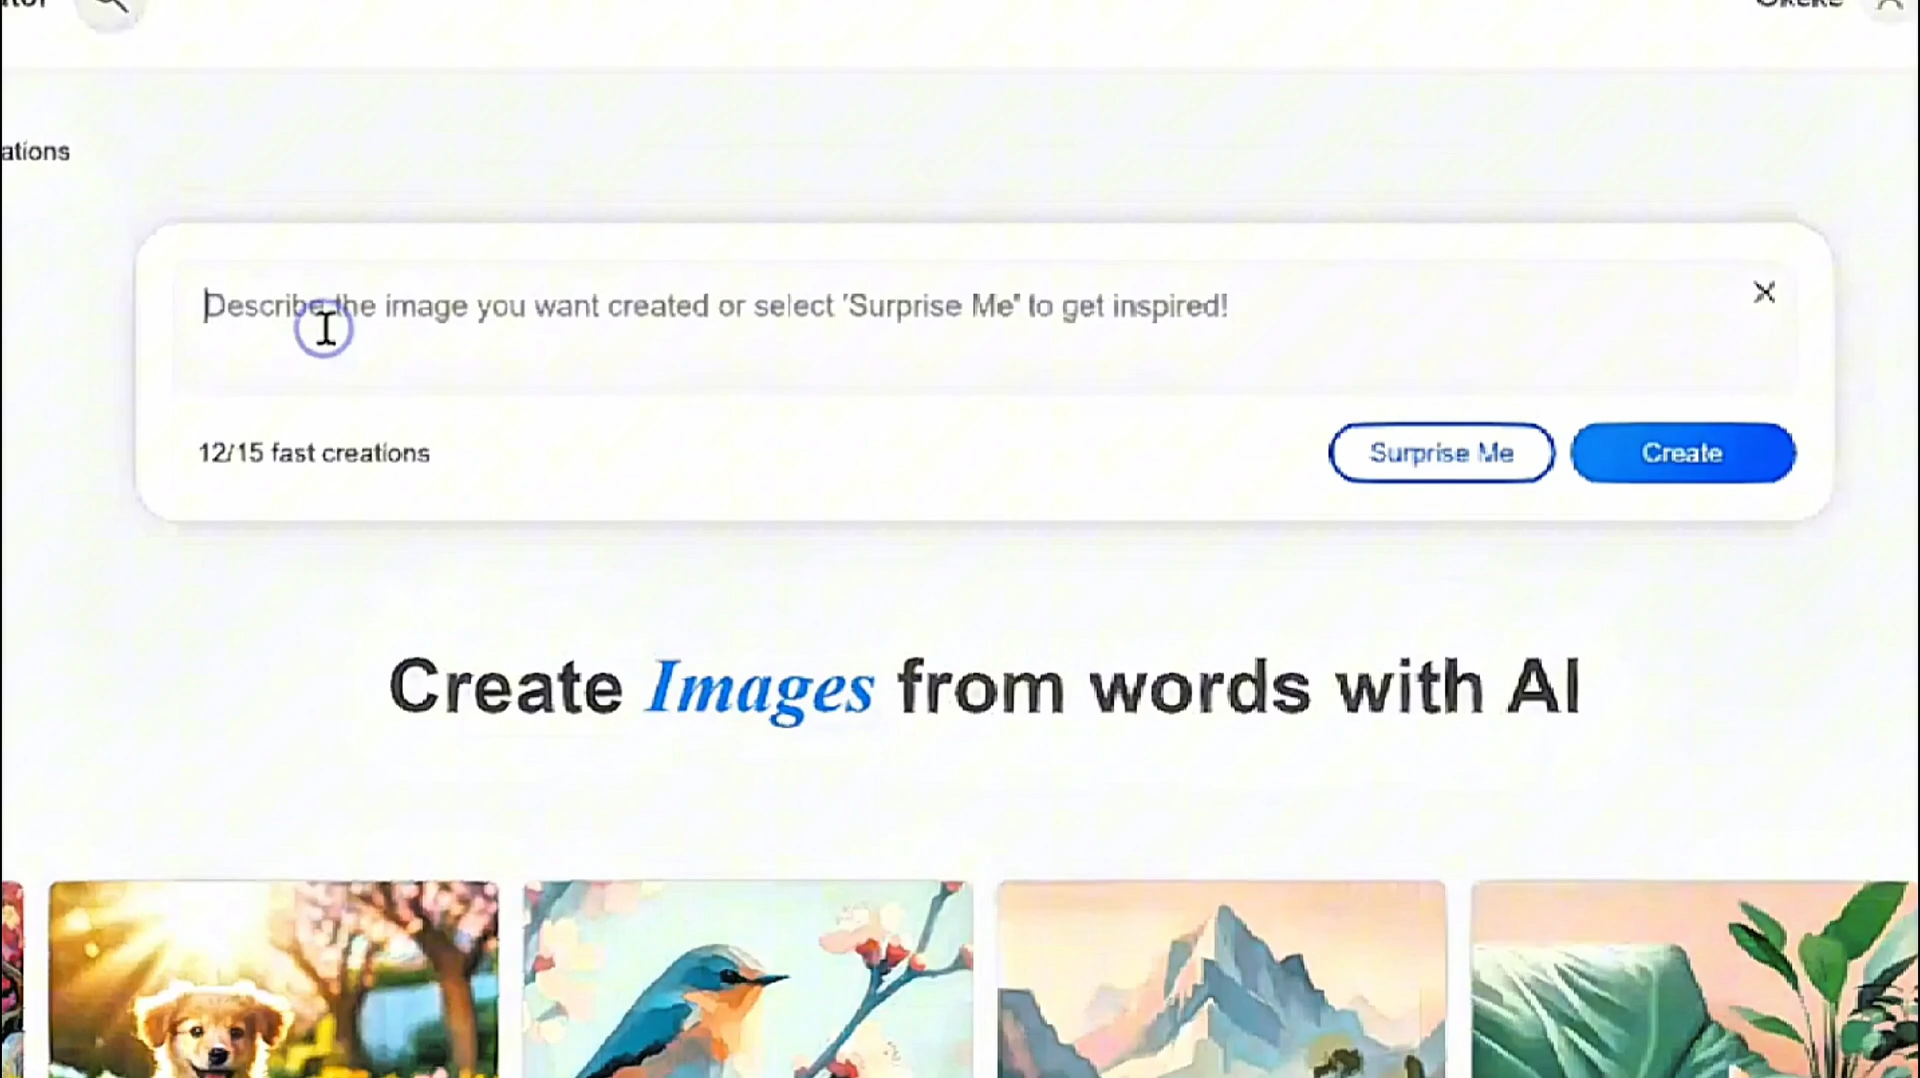 ations
Describe the image you want created or select 'Surprise Me' to get inspired!
12/15 fast creations
Surprise Me
Create
Create Images from words with AI